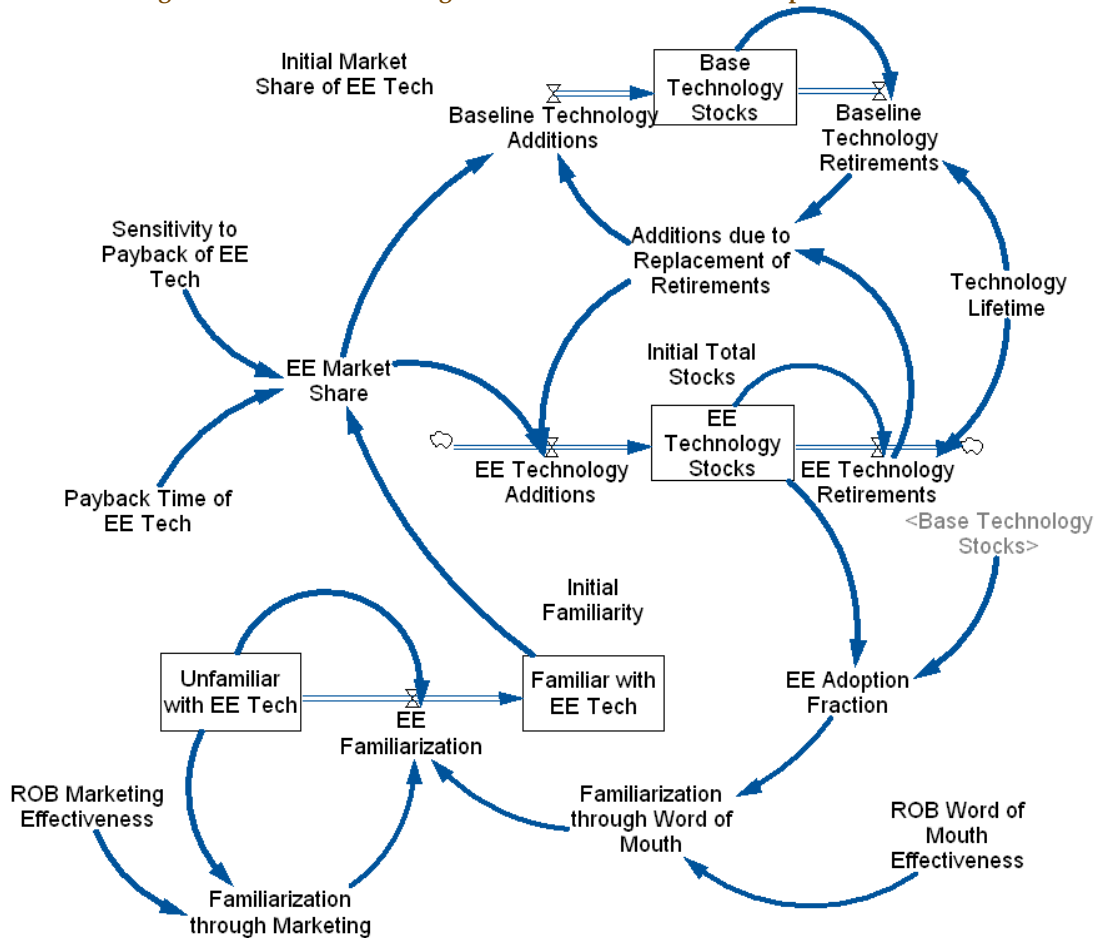 Initial Market
Share of EE Tech
Base
Technology
Stocks
Baseline Technology
Additions
Baseline
Technology
Retirements
Sensitivity to
Payback of EE
Tech
Additions due to
Replacement of
Retirements
Technology
Lifetime
EE Market
Share
Initial Total
Stocks
EE
Technology
Stocks
EE Technology
Additions
EE Technology
Retirements
Payback Time of
EE Tech
<Base Technology
Stocks>
Initial
Familiarity
Unfamiliar
with EE Tech
Familiar with
EE Tech
EE Adoption
Fraction
EE
Familiarization
ROB Marketing
Effectiveness
Familiarization
through Word of
Mouth
ROB Word of
Mouth
Effectiveness
Familiarization
through Marketing